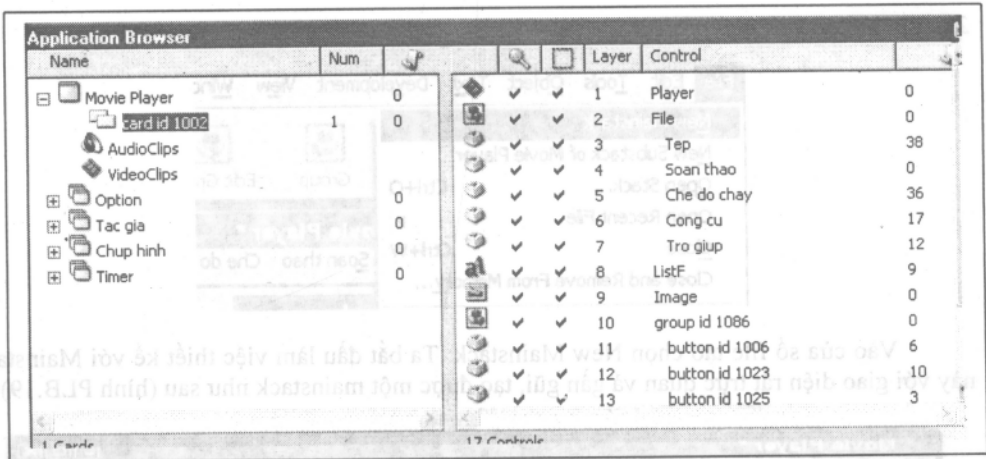 Application Browser
Name Num
Movie Player 0
card id 1002 1 0
AudioClips
VideoClips
Option 0
Tac gia 0
Chup hinh 0
Timer 0
Layer Control
1 Player 0
2 File 0
3 Tep 38
4 Soan thao 0
5 Che do chay 36
6 Cong cu 17
7 Tro giup 12
8 ListF 9
9 Image 0
10 group id 1086 0
11 button id 1006 6
12 button id 1023 10
13 button id 1025 3
1 Cards
17 Controls